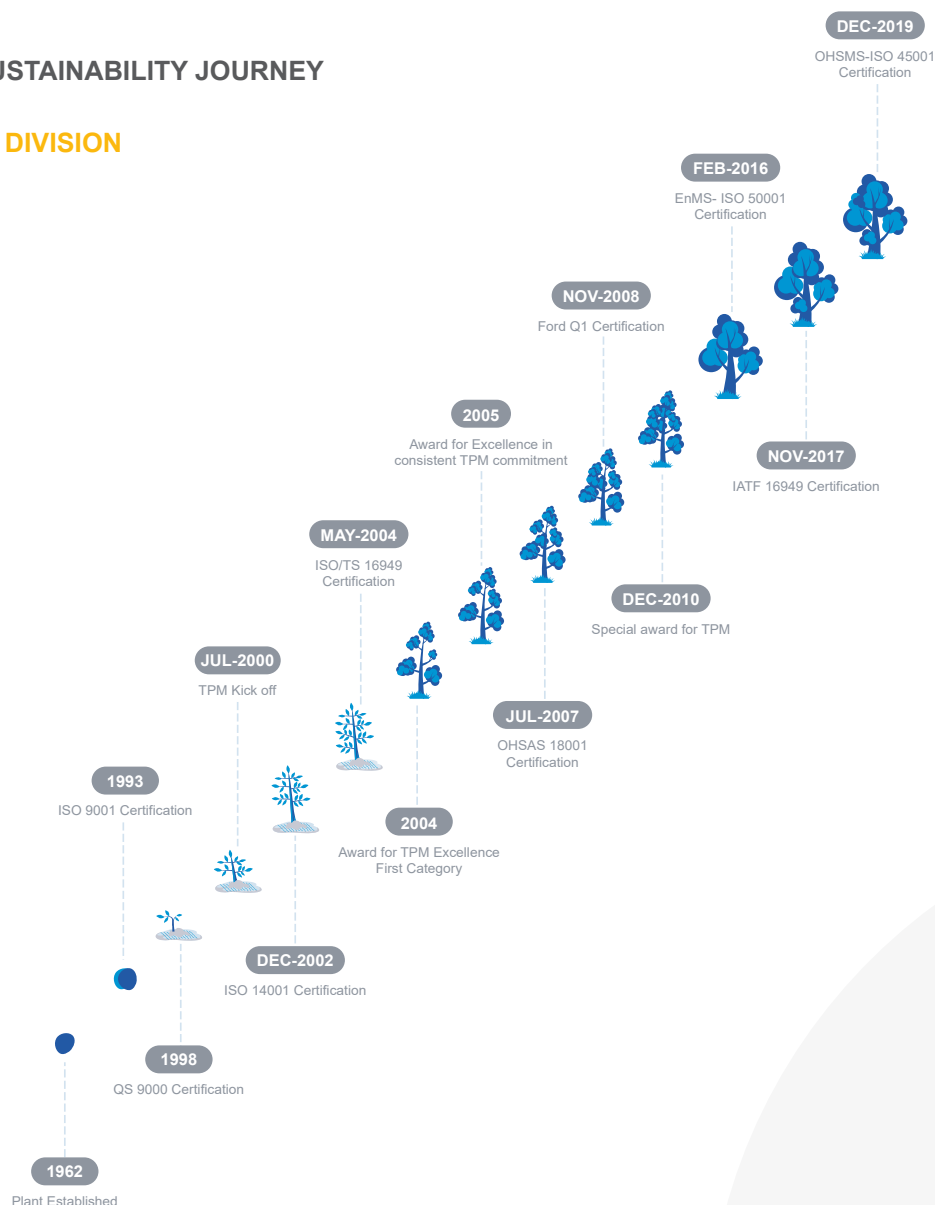 USTAINABILITY JOURNEY
DIVISION
DEC-2019
OHSMS-ISO 45001
Certification
FEB-2016
EnMS- ISO 50001
Certification
NOV-2008
Ford Q1 Certification
2005
Award for Excellence in
consistent TPM commitment
NOV-2017
IATF 16949 Certification
MAY-2004
ISO/TS 16949
Certification
DEC-2010
Special award for TPM
JUL-2000
TPM Kick off
JUL-2007
OHSAS 18001
Certification
1993
ISO 9001 Certification
2004
Award for TPM Excellence
First Category
DEC-2002
ISO 14001 Certification
1998
QS 9000 Certification
1962
Plant Established